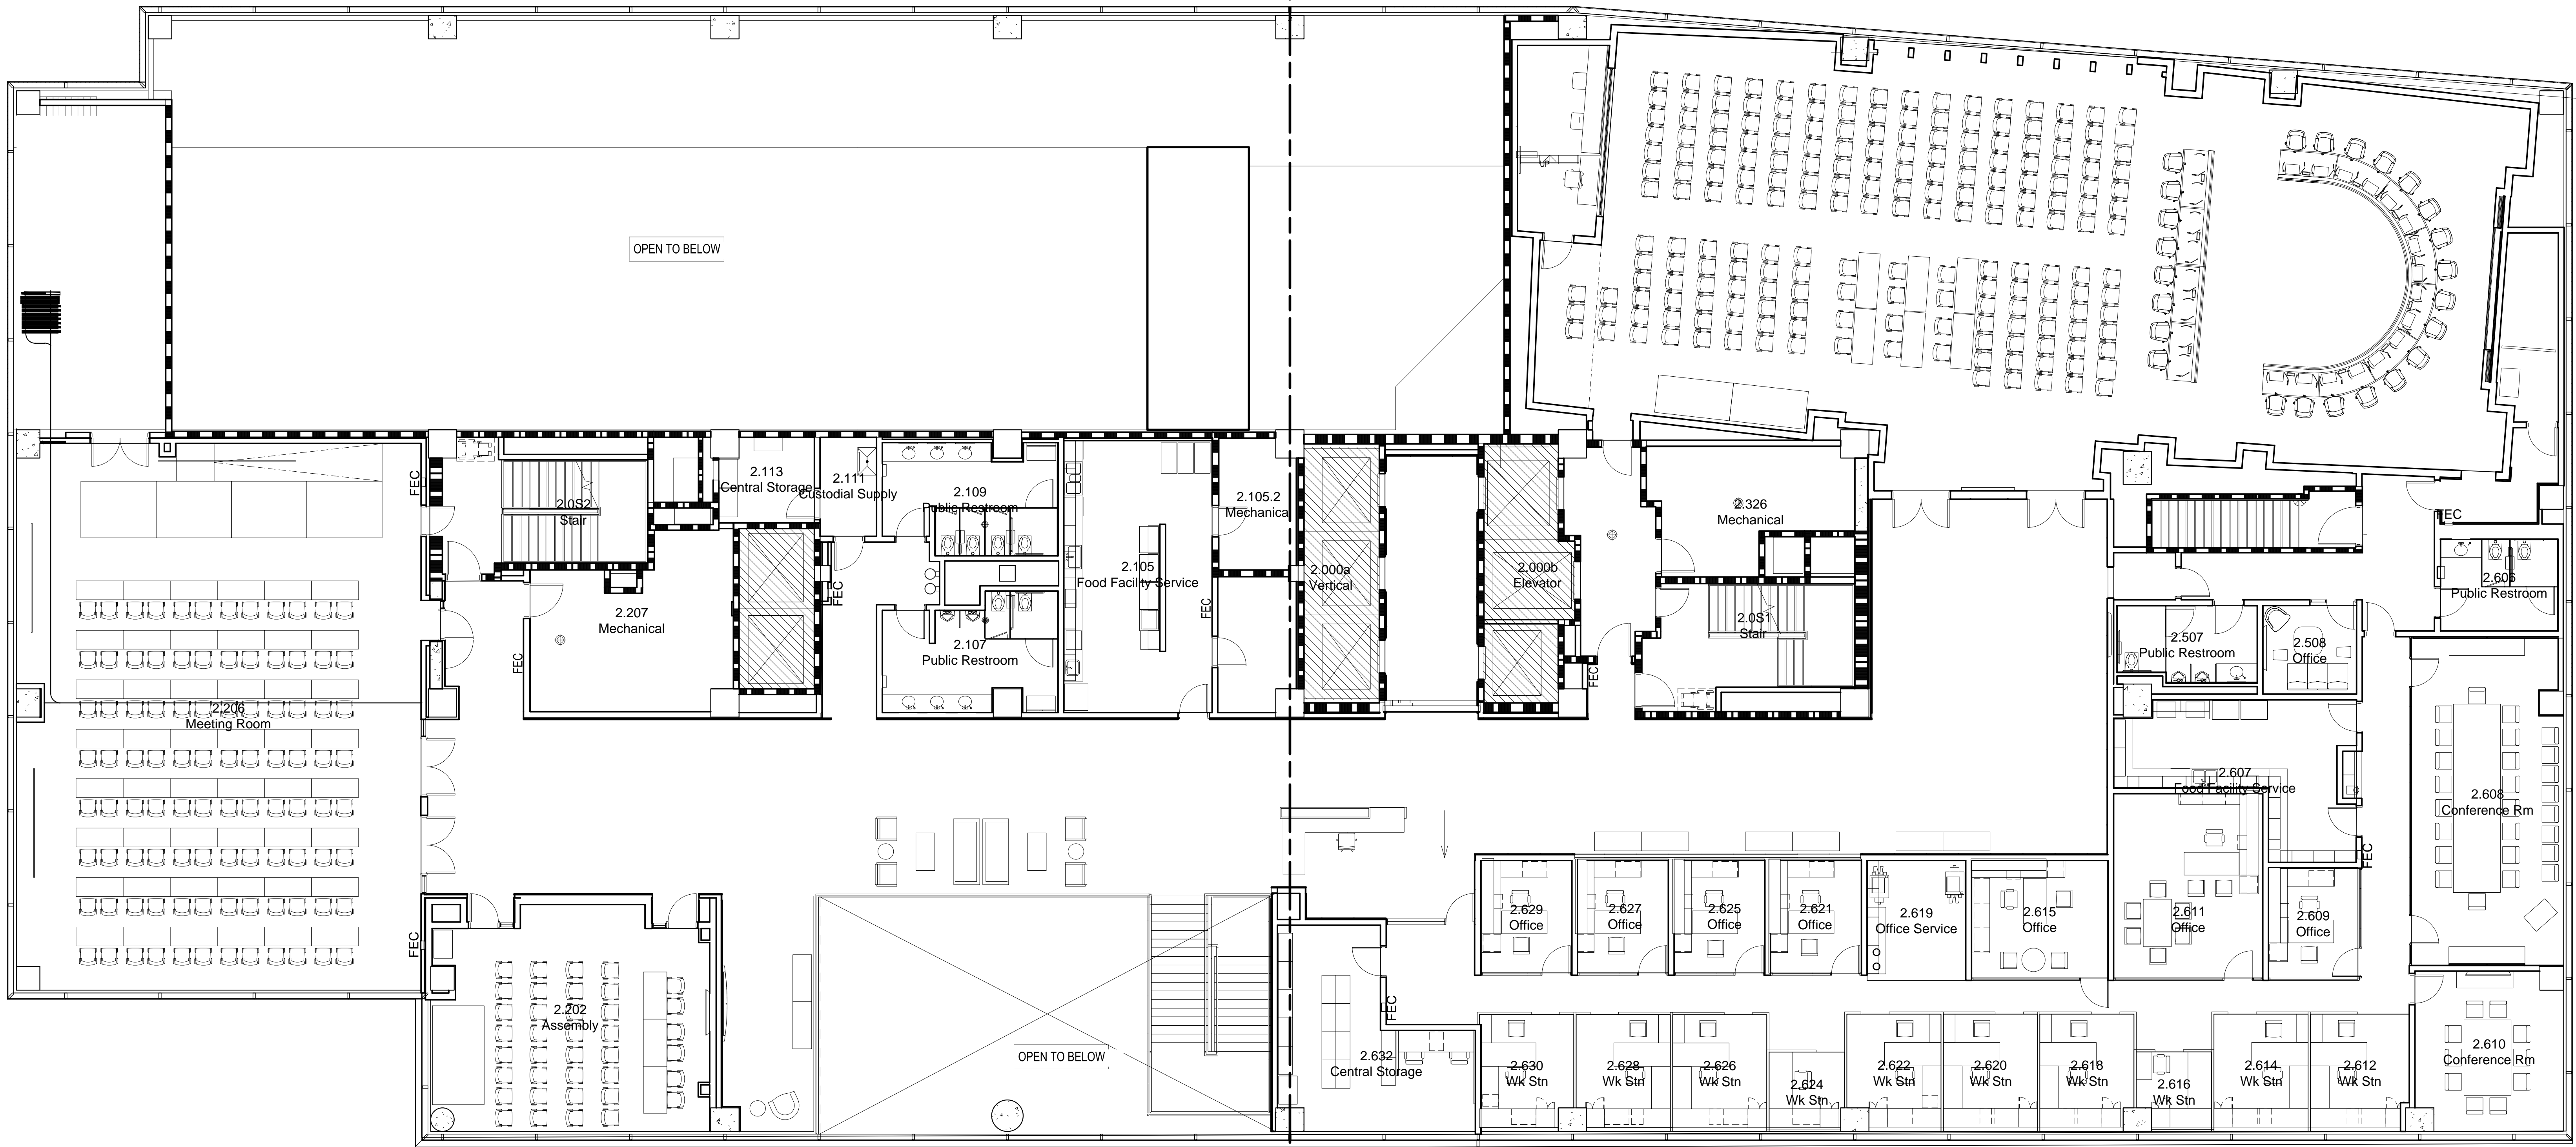 UP
OPEN TO BELOW
FEC
2.0S2
Stair
2.113
Central Storage
2.111
Custodial Supply
2.109
Public Restroom
2.105.2
Mechanical
2.326
Mechanical
FEC
2.105
Food Facility Service
2.000a
Vertical
2.000b
Elevator
2.606
Public Restroom
FEC
FEC
2.207
Mechanical
2.0S1
Stair
2.507
Public Restroom
2.508
Office
FEC
2.107
Public Restroom
FEC
2.206
Meeting Room
2.607
Food Facility Service
2.608
Conference Rm
FEC
2.629
Office
2.627
Office
2.625
Office
2.621
Office
2.619
Office Service
2.615
Office
2.611
Office
2.609
Office
FEC
FEC
2.202
Assembly
OPEN TO BELOW
2.632
Central Storage
2.630
Wk Stn
2.628
Wk Stn
2.626
Wk Stn
2.624
Wk Stn
2.622
Wk Stn
2.620
Wk Stn
2.618
Wk Stn
2.616
Wk Stn
2.614
Wk Stn
2.612
Wk Stn
2.610
Conference Rm